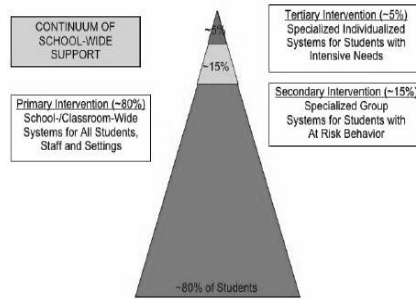 CONTINUUM OF
SCHOOL-WIDE
SUPPORT
Primary Intervention (~80%)
School-/Classroom-Wide
Systems for All Students,
Staff and Settings
~5%
~15%
~80% of Students
Tertiary Intervention (~5%)
Specialized Individualized
Systems for Students with
Intensive Needs
Secondary Intervention (~15%)
Specialized Group
Systems for Students with
At Risk Behavior